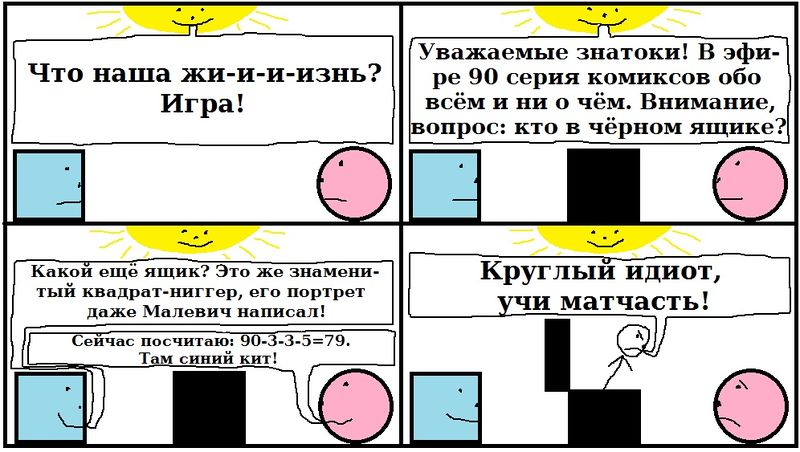 Что наша жи-и-и-изнь?
Игра!
Уважаемые знатоки! В эфи-
ре 90 серия комиксов обо
всём и ни о чём. Внимание,
вопрос: кто в чёрном ящике?
Какой ещё ящик? Это же знамени-
тый квадрат-ниггер, его портрет
даже Малевич написал!
Сейчас посчитаю: 90-3-3-5=79.
Там синий кит!
Круглый идиот,
учи матчасть!